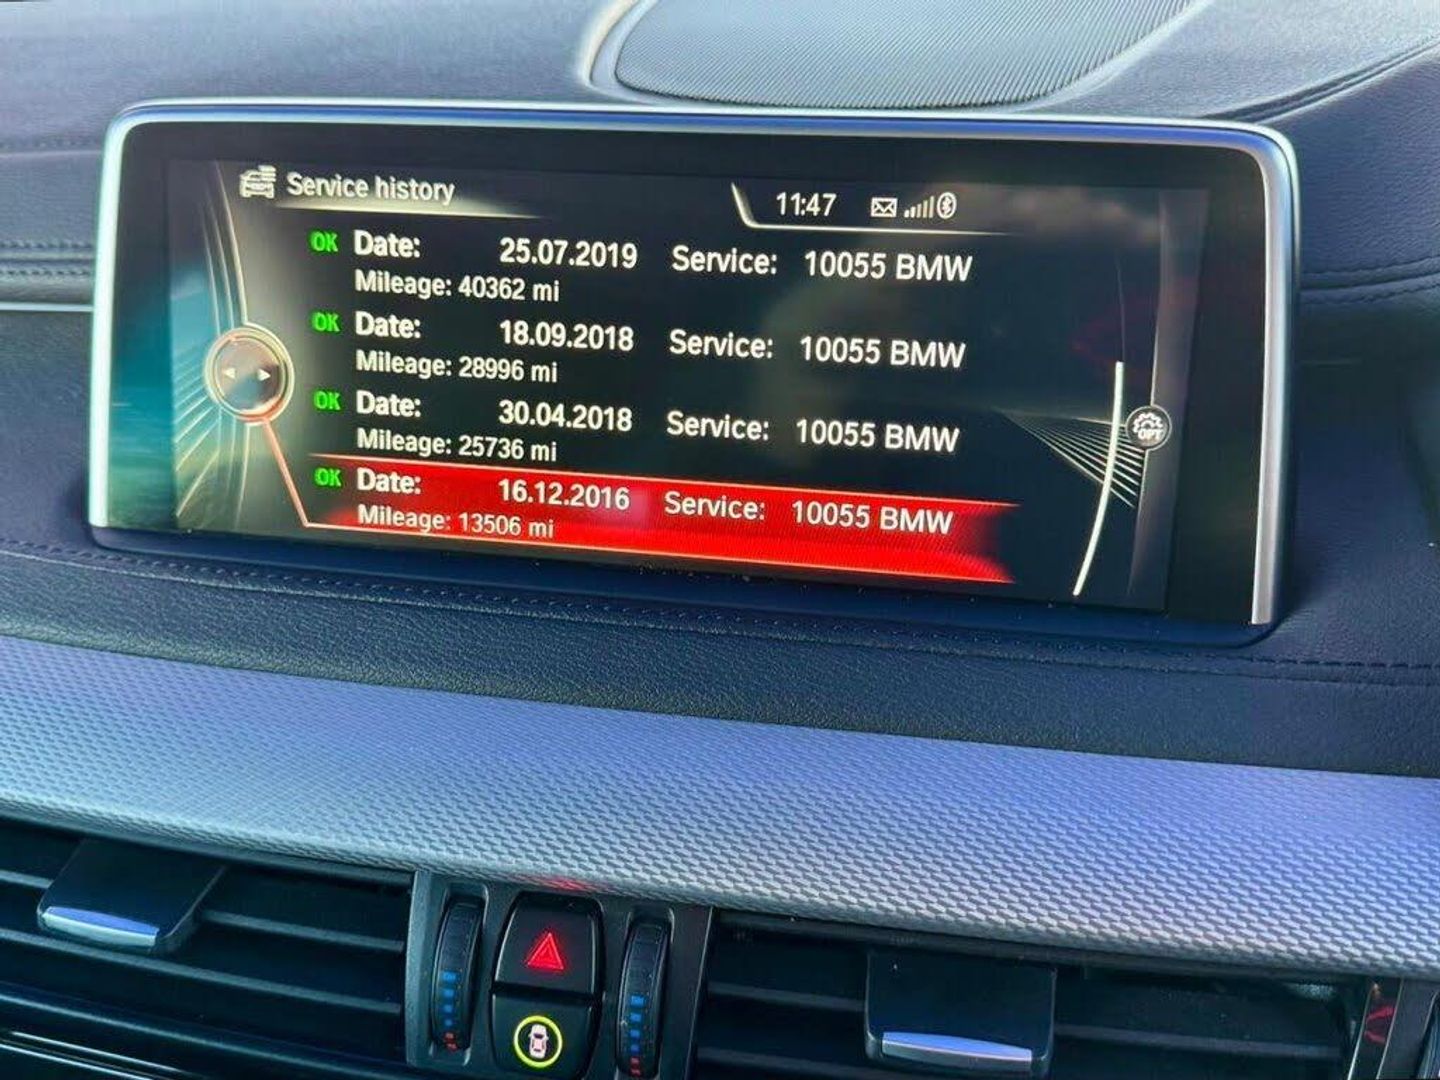 Service history
11:47
OK Date: 25.07.2019 Service: 10055 BMW
Mileage: 40362 mi
OK Date: 18.09.2018 Service: 10055 BMW
Mileage: 28996 mi
OK Date: 30.04.2018 Service: 10055 BMW
Mileage: 25736 mi
OK Date: 16.12.2016 Service: 10055 BMW
Mileage: 13506 mi
OPT